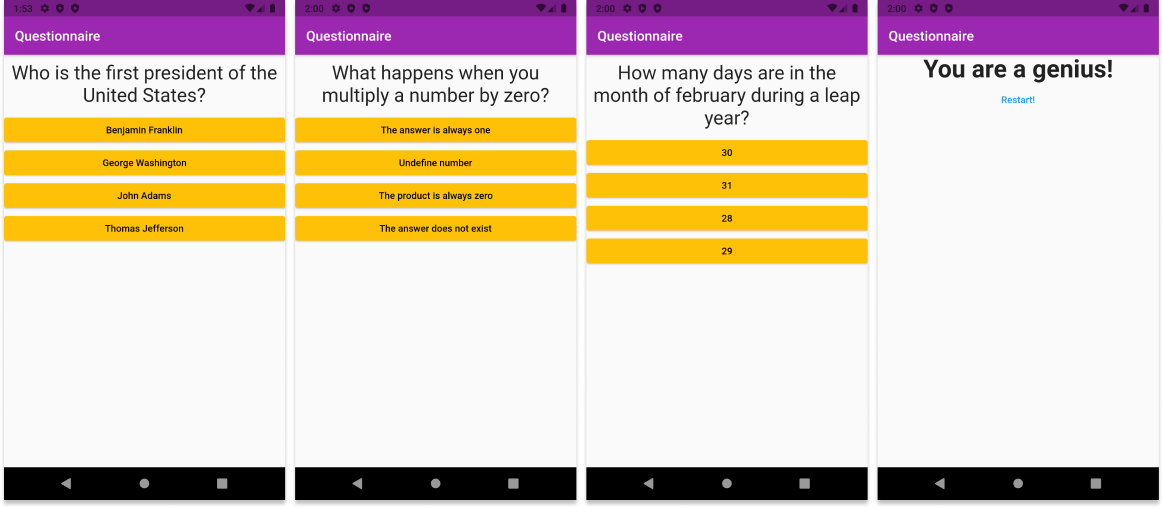 1:53
Questionnaire
Who is the first president of the
United States?
Benjamin Franklin
George Washington
John Adams
Thomas Jefferson
2:00
Questionnaire
What happens when you
multiply a number by zero?
The answer is always one
Undefine number
The product is always zero
The answer does not exist
2:00
Questionnaire
How many days are in the
month of february during a leap
year?
30
31
28
29
2:00
Questionnaire
You are a genius!
Restart!